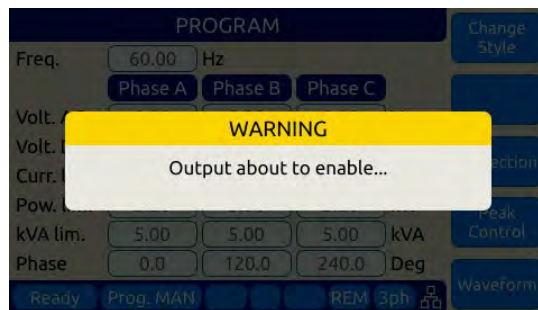 PROGRAM
Change
Style
Freq. 60.00 Hz
Phase A Phase B Phase C
Volt.
WARNING
Volt.
Output about to enable...
Curr.
Pow.
Peak
Control
kVA lim. 5.00 5.00 5.00 kVA
Phase 0.0 120.0 240.0 Deg
Waveform
Ready Prog. MAN REM 3ph